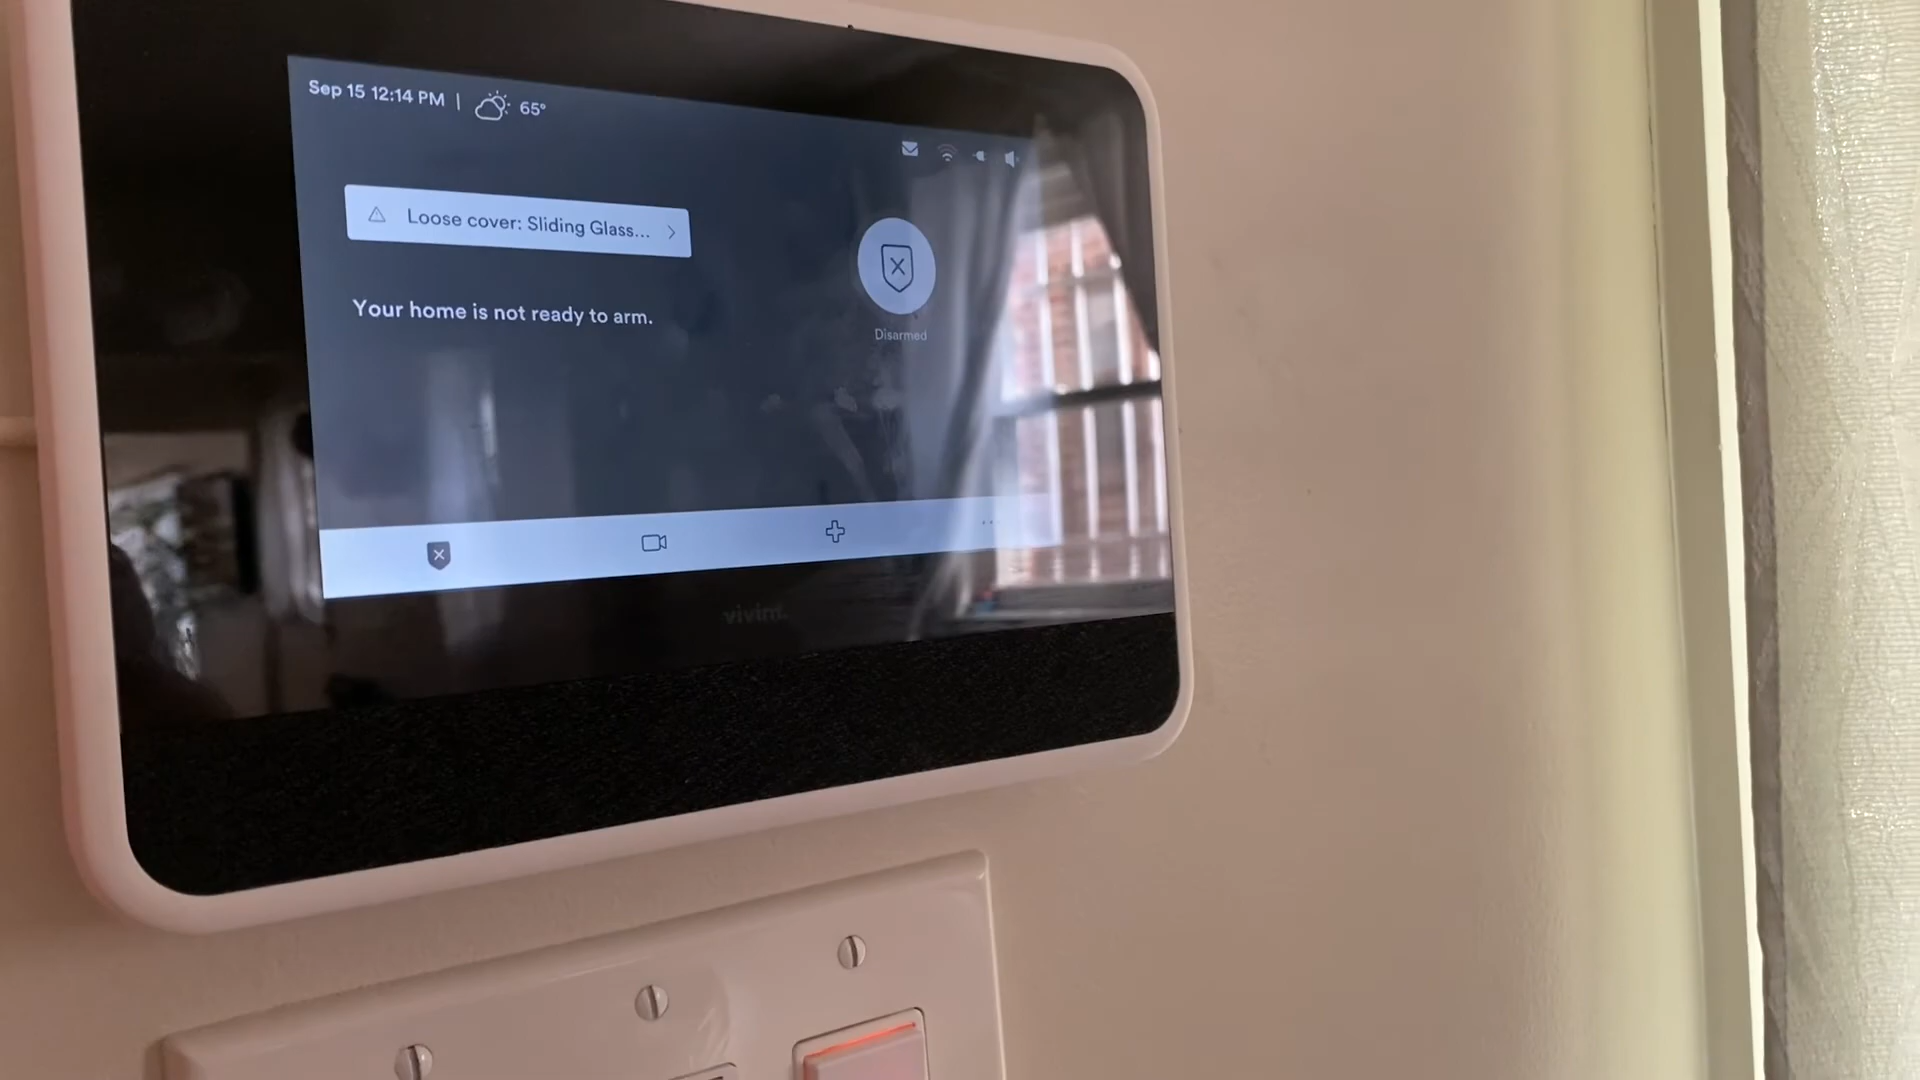 Sep 15 12:14 PM | 65°
Loose cover: Sliding Glass...
Your home is not ready to arm.
Disarmed
vivint.